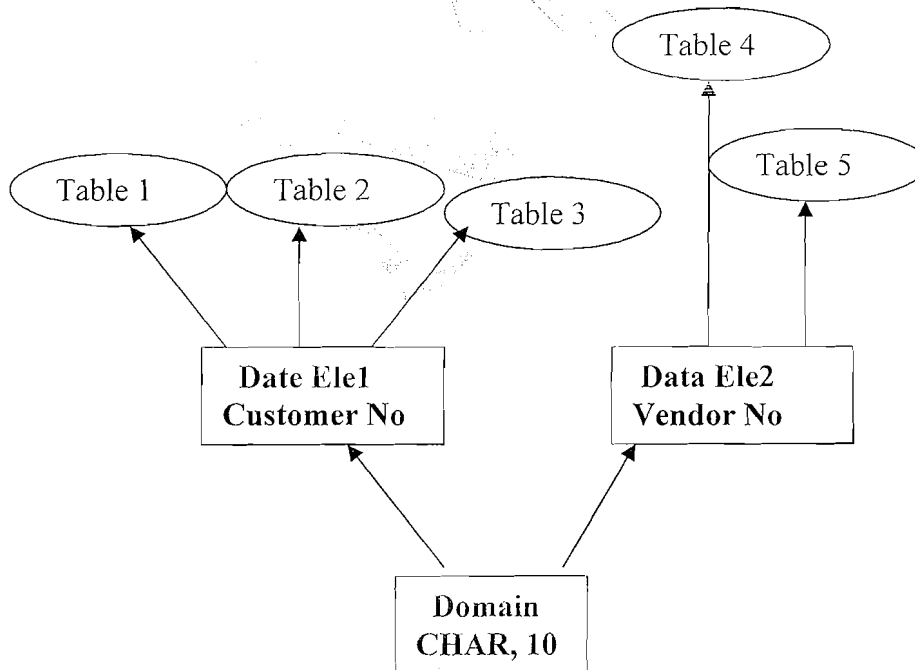 Table 4
Table 5
Table 1
Table 2
Table 3
Date Ele1
Customer No
Data Ele2
Vendor No
Domain
CHAR, 10